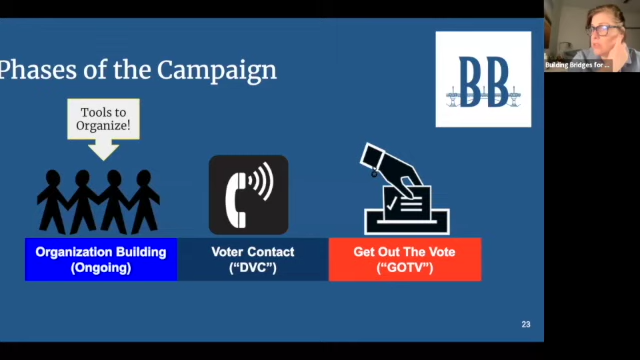 Phases of the Campaign
BB
Building Bridges for ...
Tools to
Organize!
Organization Building
(Ongoing)
Voter Contact
("DVC")
Get Out The Vote
("GOTV")
23